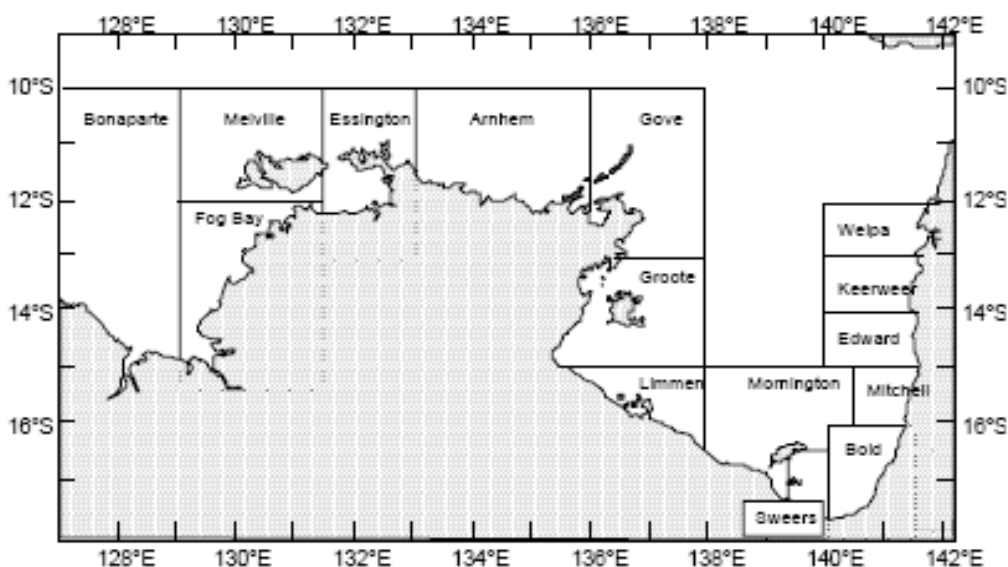 128°E 130°E 132°E 134°E 136°E 138°E 140°E 142°E
10°S 10°S
Bonaparte Melville Essington Arnhem Gove
12°S 12°S
Fog Bay Weipa
Groote Keerweer
14°S 14°S
Edward
Limmen Mornington Mitchell
16°S 16°S
Bold
Sweers
128°E 130°E 132°E 134°E 136°E 138°E 140°E 142°E